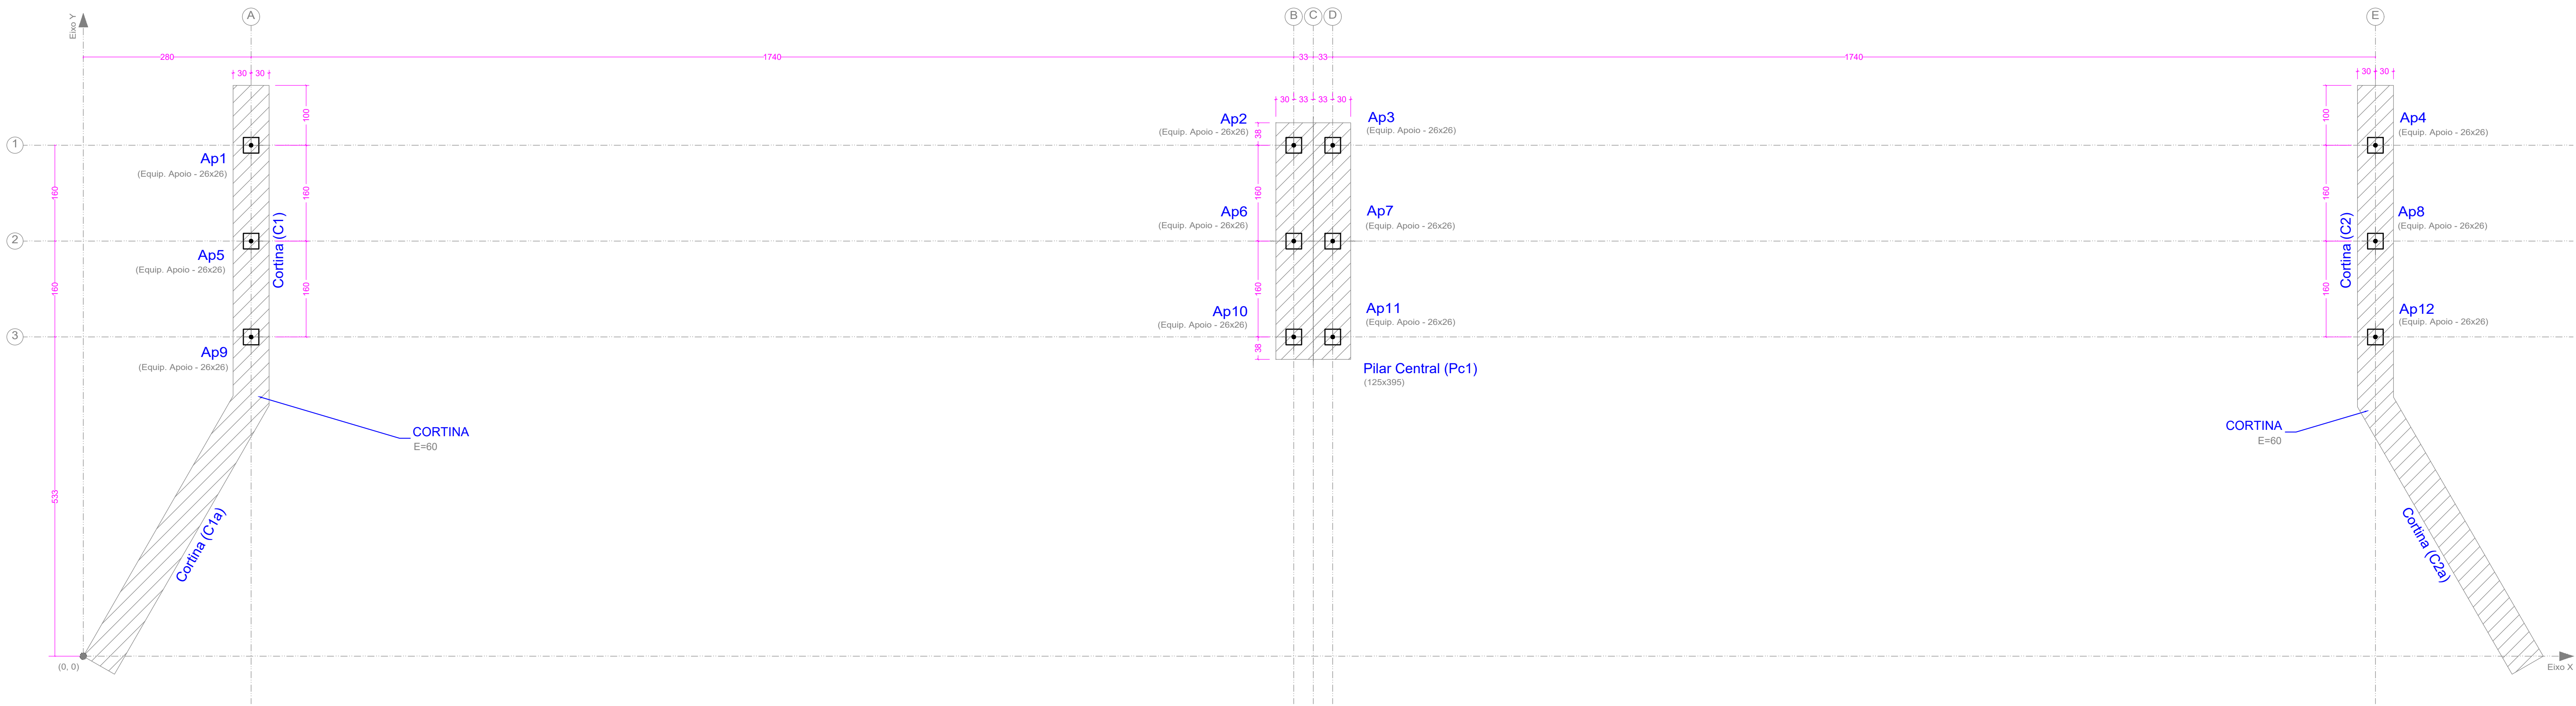 Eixo Y
A
B
C
D
E
280
1740
33
33
1740
30
30
30
33
33
30
30
30
100
38
100
Ap2
(Equip. Apoio - 26x26)
Ap3
(Equip. Apoio - 26x26)
Ap4
(Equip. Apoio - 26x26)
1
Ap1
(Equip. Apoio - 26x26)
160
160
160
160
Cortina (C1)
Ap6
(Equip. Apoio - 26x26)
Ap7
(Equip. Apoio - 26x26)
Cortina (C2)
Ap8
(Equip. Apoio - 26x26)
2
Ap5
(Equip. Apoio - 26x26)
160
160
160
160
Ap10
(Equip. Apoio - 26x26)
Ap11
(Equip. Apoio - 26x26)
Ap12
(Equip. Apoio - 26x26)
3
Ap9
(Equip. Apoio - 26x26)
38
Pilar Central (Pc1)
(125x395)
CORTINA
E=60
CORTINA
E=60
533
Cortina (C1a)
Cortina (C2a)
(0, 0)
Eixo X